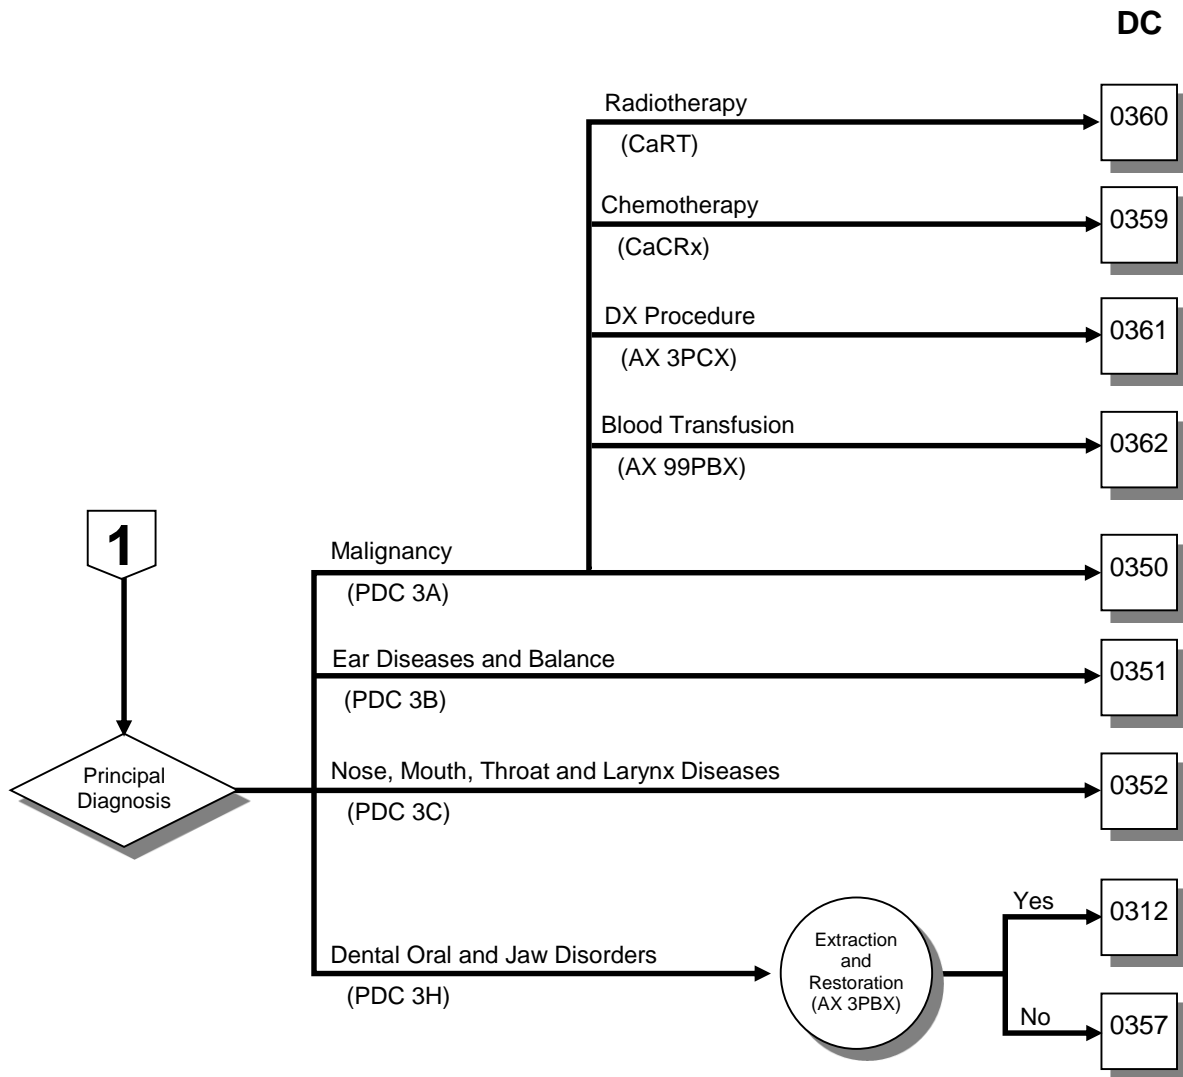 DC
Radiotherapy
(CaRT)
0360
Chemotherapy
(CaCRx)
0359
DX Procedure
(AX 3PCX)
0361
Blood Transfusion
(AX 99PBX)
0362
1
Malignancy
(PDC 3A)
0350
Ear Diseases and Balance
(PDC 3B)
0351
Principal
Diagnosis
Nose, Mouth, Throat and Larynx Diseases
(PDC 3C)
0352
Dental Oral and Jaw Disorders
(PDC 3H)
Extraction
and
Restoration
(AX 3PBX)
Yes
0312
No
0357